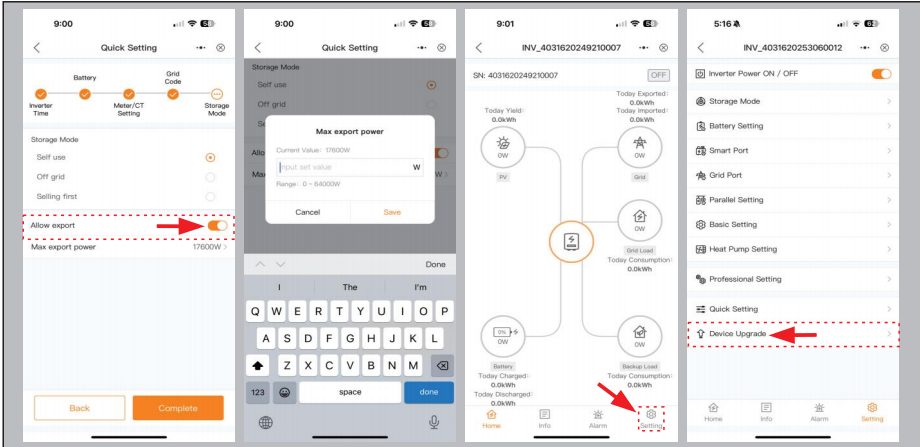 9:00
Quick Setting
Battery
Grid
Code
Inverter
Time
Meter/CT
Setting
Storage
Mode
Storage Mode
Self use
Off grid
Selling first
Allow export
Max export power 17600W
Back Complete
9:00
Quick Setting
Storage Mode
Self use
Off grid
Se
Max export power
Current Value: 17600W
Allo
Input set value W
Max W
Range: 0 ~ 64000W
Cancel Save
Done
I The I'm
Q W E R T Y U I O P
A S D F G H J K L
Z X C V B N M
123 space done
9:01
INV_4031620249210007
SN: 4031620249210007 OFF
Today Exported:
0.0kWh
Today Yield: Today Imported:
0.0kWh 0.0kWh
0W 0W
PV Grid
0W
Grid Load
Today Consumption:
0.0kWh
0%
0W 0W
Battery Backup Load
Today Charged: Today Consumption:
0.0kWh 0.0kWh
Today Discharged:
0.0kWh
Home Info Alarm Setting
5:16
INV_4031620253060012
Inverter Power ON / OFF
Storage Mode
Battery Setting
Smart Port
Grid Port
Parallel Setting
Basic Setting
Heat Pump Setting
Professional Setting
Quick Setting
Device Upgrade
Home Info Alarm Setting